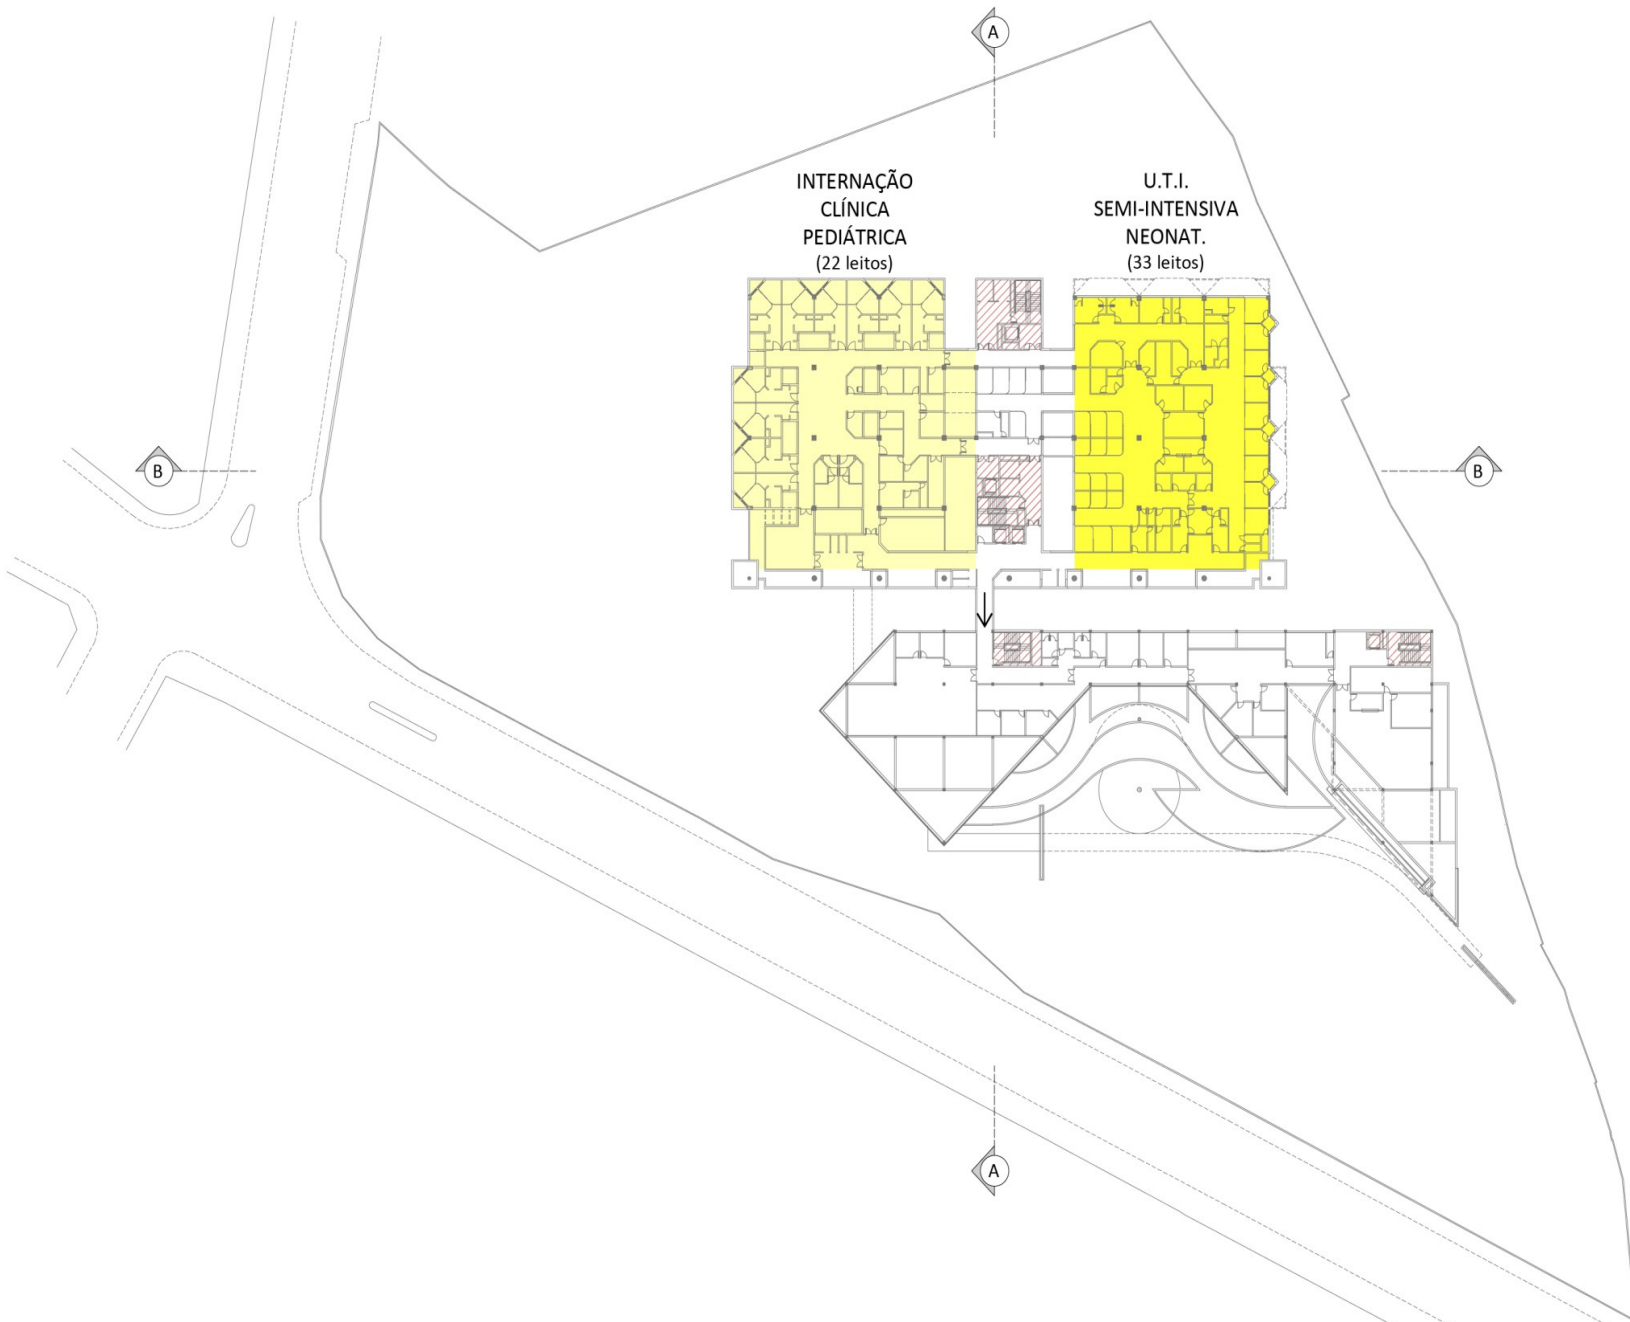 A
INTERNAÇÃO
CLÍNICA
PEDIÁTRICA
(22 leitos)
U.T.I.
SEMI-INTENSIVA
NEONAT.
(33 leitos)
B
B
A